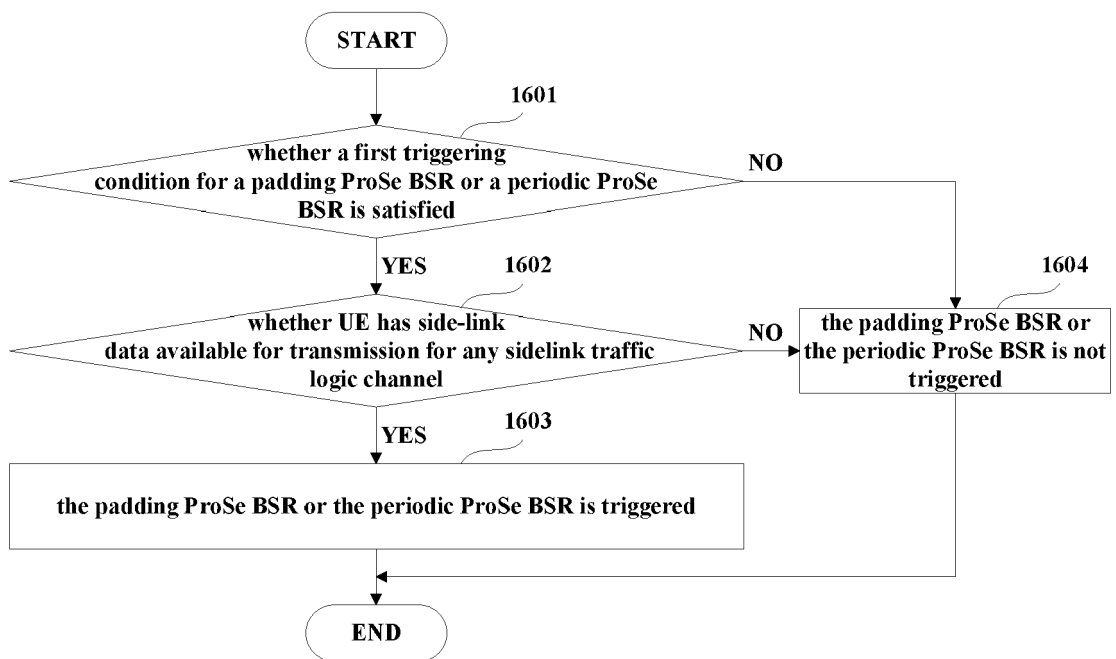 START
1601
whether a first triggering
condition for a padding ProSe BSR or a periodic ProSe
BSR is satisfied
NO
YES
1602
1604
whether UE has side-link
data available for transmission for any sidelink traffic
logic channel
NO
the padding ProSe BSR or
the periodic ProSe BSR is not
triggered
YES
1603
the padding ProSe BSR or the periodic ProSe BSR is triggered
END